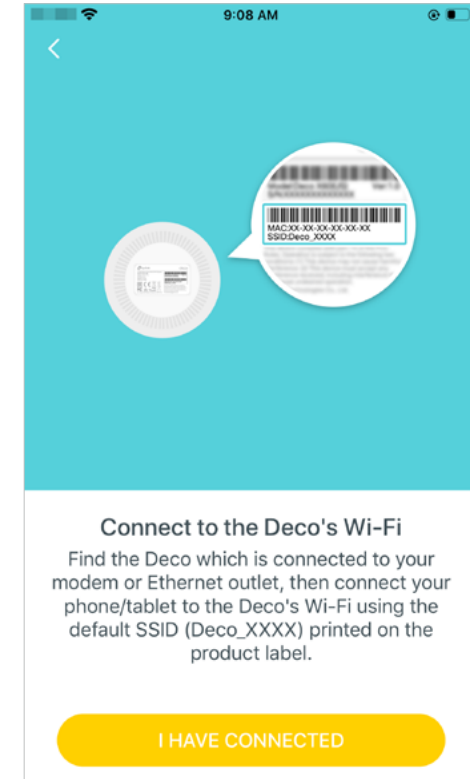 9:08 AM
MAC:XX-XX-XX-XX-XX-XX
SSID:Deco_XXXX
Connect to the Deco's Wi-Fi
Find the Deco which is connected to your
modem or Ethernet outlet, then connect your
phone/tablet to the Deco's Wi-Fi using the
default SSID (Deco_XXXX) printed on the
product label.
I HAVE CONNECTED